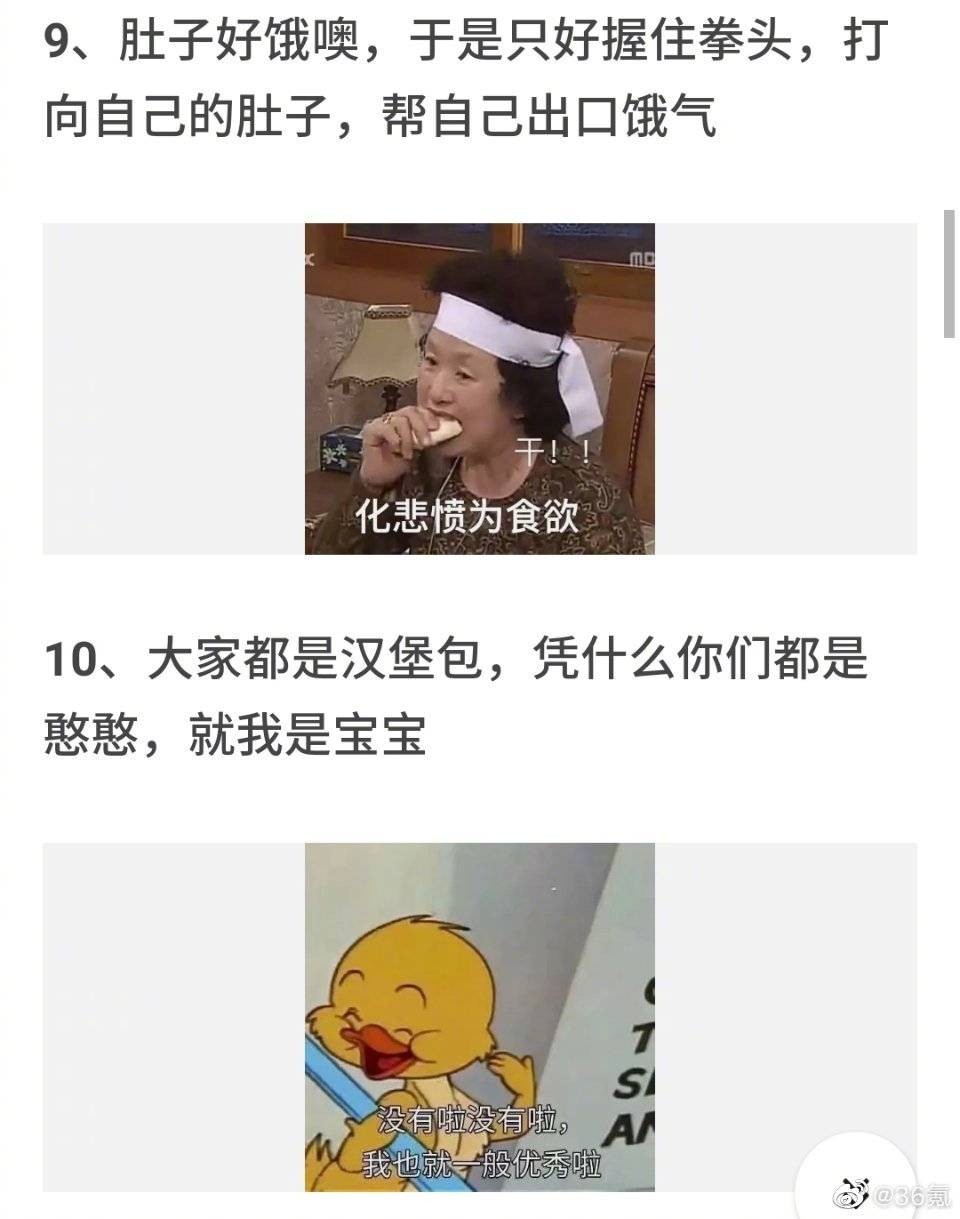 9、肚子好饿噢，于是只好握住拳头，打
向自己的肚子，帮自己出口饿气
干！！
化悲愤为食欲
10、大家都是汉堡包，凭什么你们都是
憨憨，就我是宝宝
没有啦没有啦，
我也就一般优秀啦
@36氪